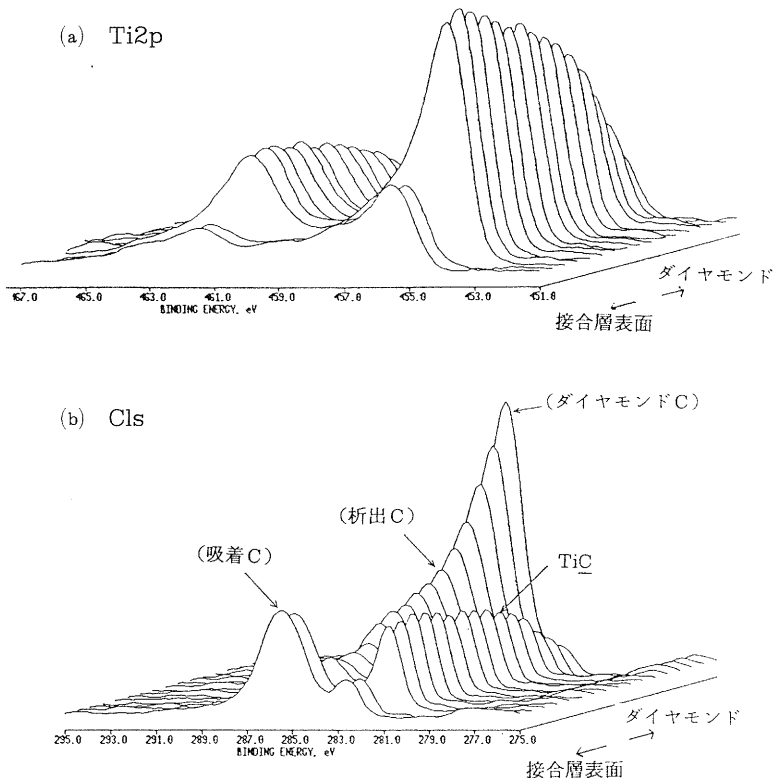 (a) Ti2p
467.0 465.0 463.0 461.0 459.0 457.0 455.0 453.0 451.0
BINDING ENERGY, eV
ダイヤモンド
← →
接合層表面
(b) C1s
(ダイヤモンドC)
(析出C)
(吸着C)
TiC
295.0 293.0 291.0 289.0 287.0 285.0 283.0 281.0 279.0 277.0 275.0
BINDING ENERGY, eV
ダイヤモンド
← →
接合層表面